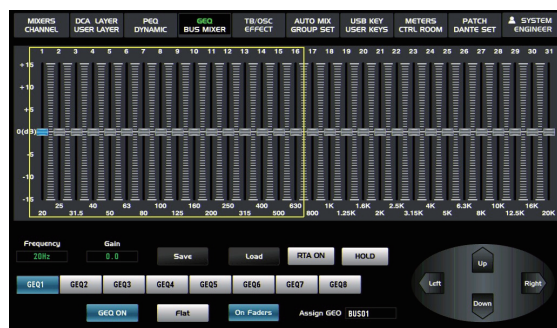 MIXERS CHANNEL
DCA LAYER USER LAYER
PEQ DYNAMIC
GEQ BUS MIXER
TB/OSC EFFECT
AUTO MIX GROUP SET
USB KEY USER KEYS
METERS CTRL ROOM
PATCH DANTE SET
SYSTEM ENGINEER
1 2 3 4 5 6 7 8 9 10 11 12 13 14 15 16 17 18 19 20 21 22 23 24 25 26 27 28 29 30 31
+15
+10
+5
0(dB)
-5
-10
-15
25 40 63 100 160 250 400 630 1K 1.6K 2.5K 4K 6.3K 10K 16K
20 31.5 50 80 125 200 315 500 800 1.25K 2K 3.15K 5K 8K 12.5K 20K
Frequency Gain
20Hz 0.0 Save Load RTA ON HOLD
Up
GEQ1 GEQ2 GEQ3 GEQ4 GEQ5 GEQ6 GEQ7 GEQ8
Left Right
Down
GEQ ON Flat On Faders Assign GEQ BUS01